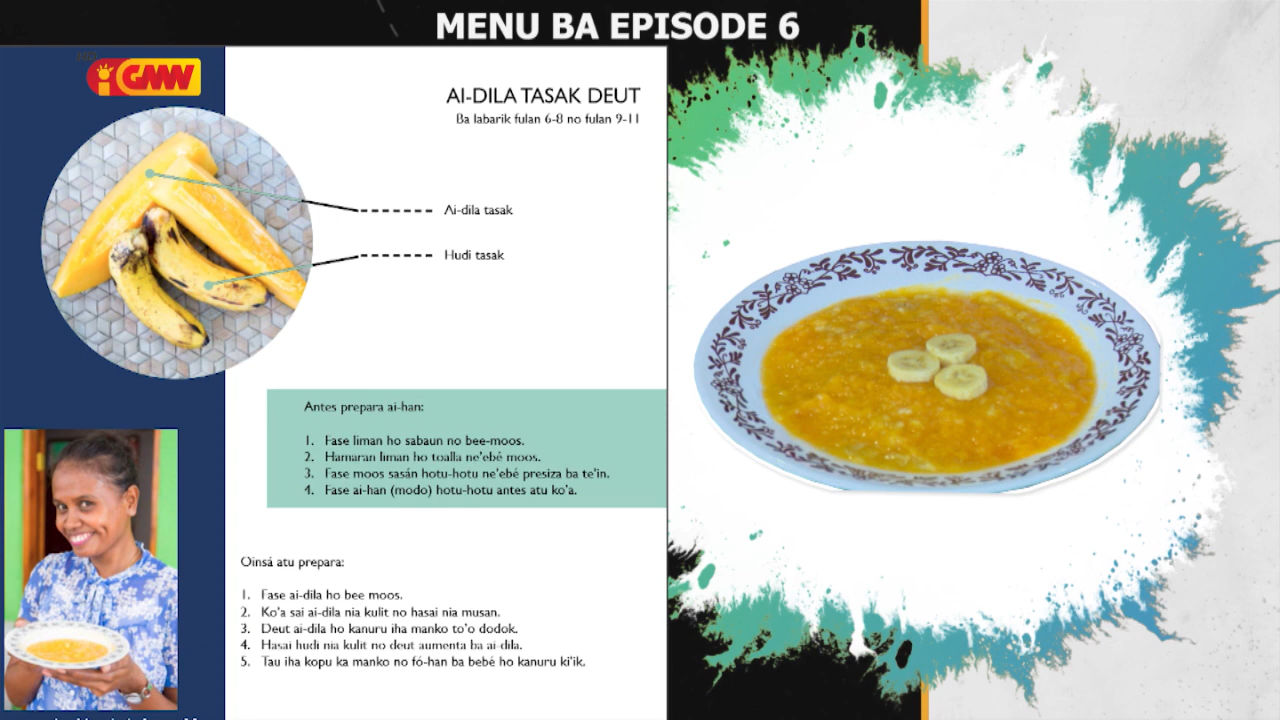 MENU BA EPISODE 6
GMW
AI-DILA TASAK DEUT
Ba labarik fulan 6-8 no fulan 9-11
Ai-dila tasak
Hudi tasak
Antes prepara ai-han:
1. Fase liman ho sabaun no bee-moos.
2. Hamaran liman ho toalla ne'ebé moos.
3. Fase moos sasán hotu-hotu ne'ebé presiza ba te'in.
4. Fase ai-han (modo) hotu-hotu antes atu ko'a.
Oinsá atu prepara:
1. Fase ai-dila ho bee moos.
2. Ko'a sai ai-dila nia kulit no hasai nia musan.
3. Deut ai-dila ho kanuru iha manko to'o dodok.
4. Hasai hudi nia kulit no deut aumenta ba ai-dila.
5. Tau iha kopu ka manko no fó-han ba bebé ho kanuru ki'ik.